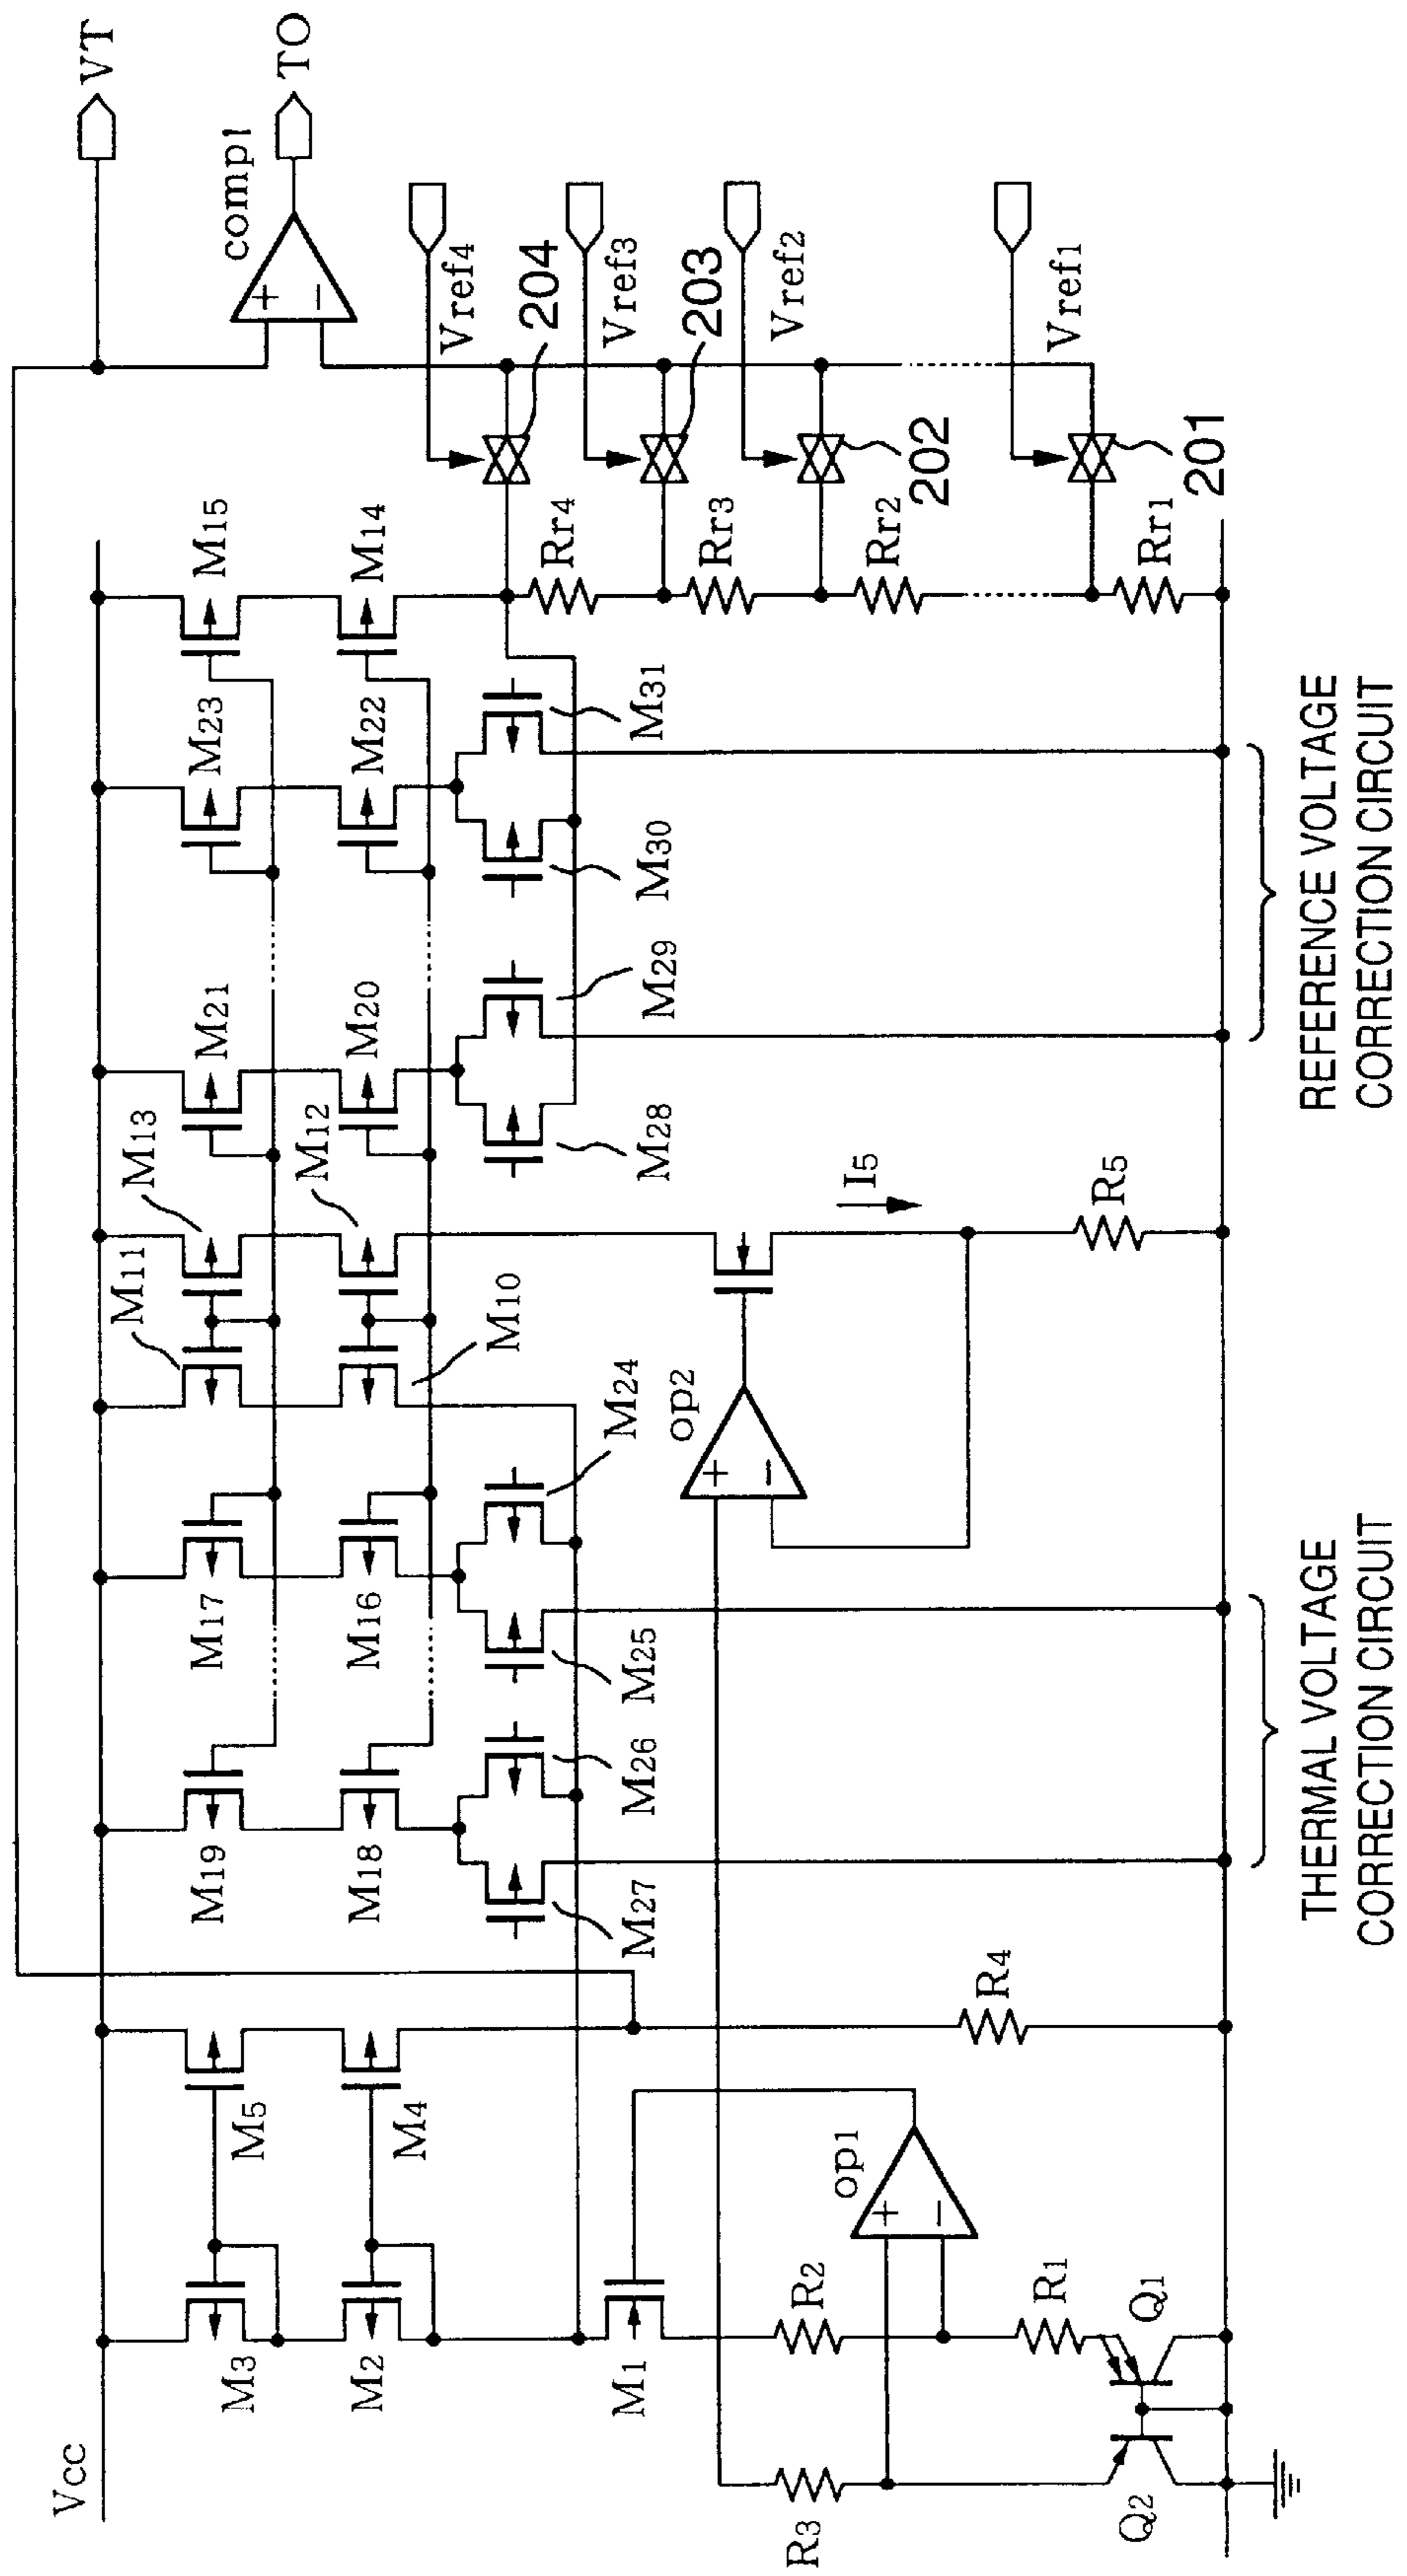 Vcc
M3
M2
M1
M5
M4
R3
R2
R1
Q2
Q1
op1
+
−
R4
M19
M18
M27
M26
M17
M16
M25
M24
THERMAL VOLTAGE
CORRECTION CIRCUIT
M11
M10
M13
M12
op2
+
−
I5
R5
M21
M20
M28
M29
M23
M22
M30
M31
REFERENCE VOLTAGE
CORRECTION CIRCUIT
M15
M14
Rr4
Rr3
Rr2
Rr1
204
203
202
201
Vref4
Vref3
Vref2
Vref1
comp1
+
−
VT
TO